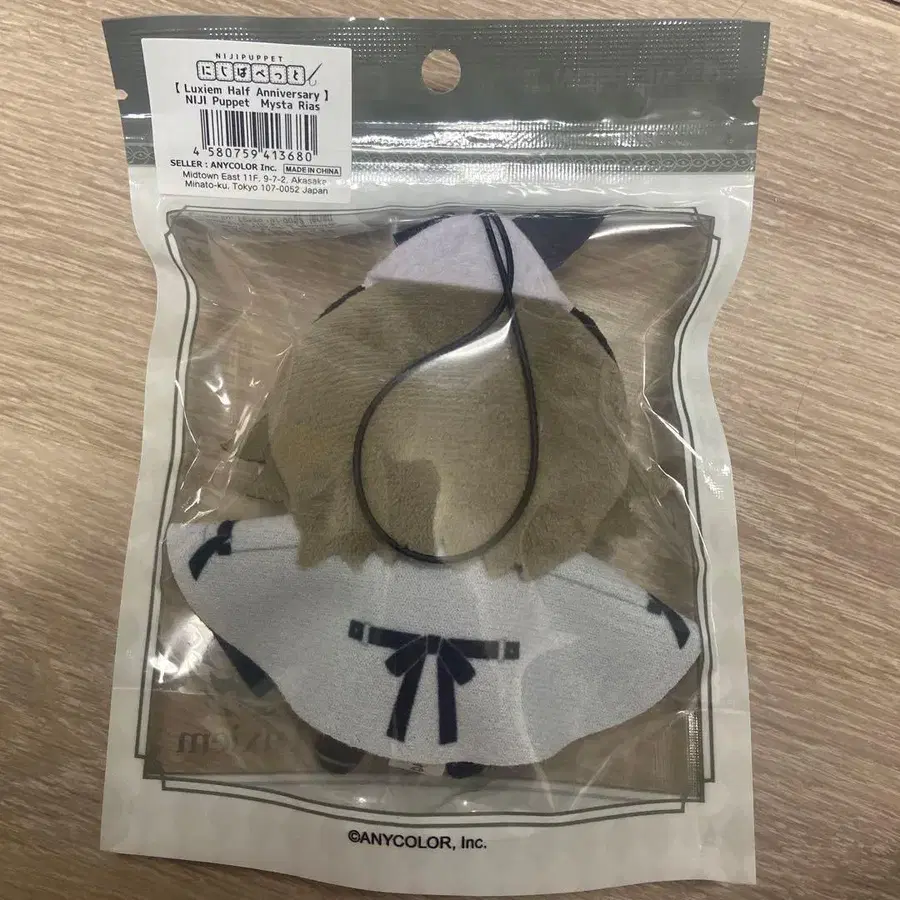 NIJIPUPPET
にじぱぺっと
【 Luxiem Half Anniversary 】
NIJI Puppet Mysta Rias
4 580759 413680
SELLER : ANYCOLOR Inc. MADE IN CHINA
Midtown East 11F, 9-7-2, Akasaka
Minato-ku, Tokyo 107-0052 Japan
©ANYCOLOR, Inc.